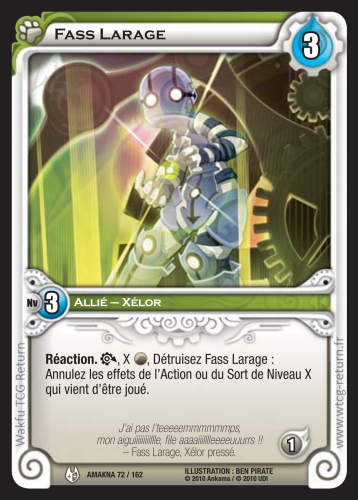 Fass Larage
3
Nv 3 Allié – Xélor
Réaction. , X , Détruisez Fass Larage :
Annulez les effets de l'Action ou du Sort de Niveau X
qui vient d'être joué.
J'ai pas l'teeeeemmmmmmps,
mon aiguiiiiiiillle, file aaaaiiiillleeeeuuurrs !!
– Fass Larage, Xélor pressé.
1
AMAKNA 72 / 162
ILLUSTRATION : BEN PIRATE
© 2010 Ankama / © 2010 UDI
Wakfu TCG Return
www.wtcg-return.fr